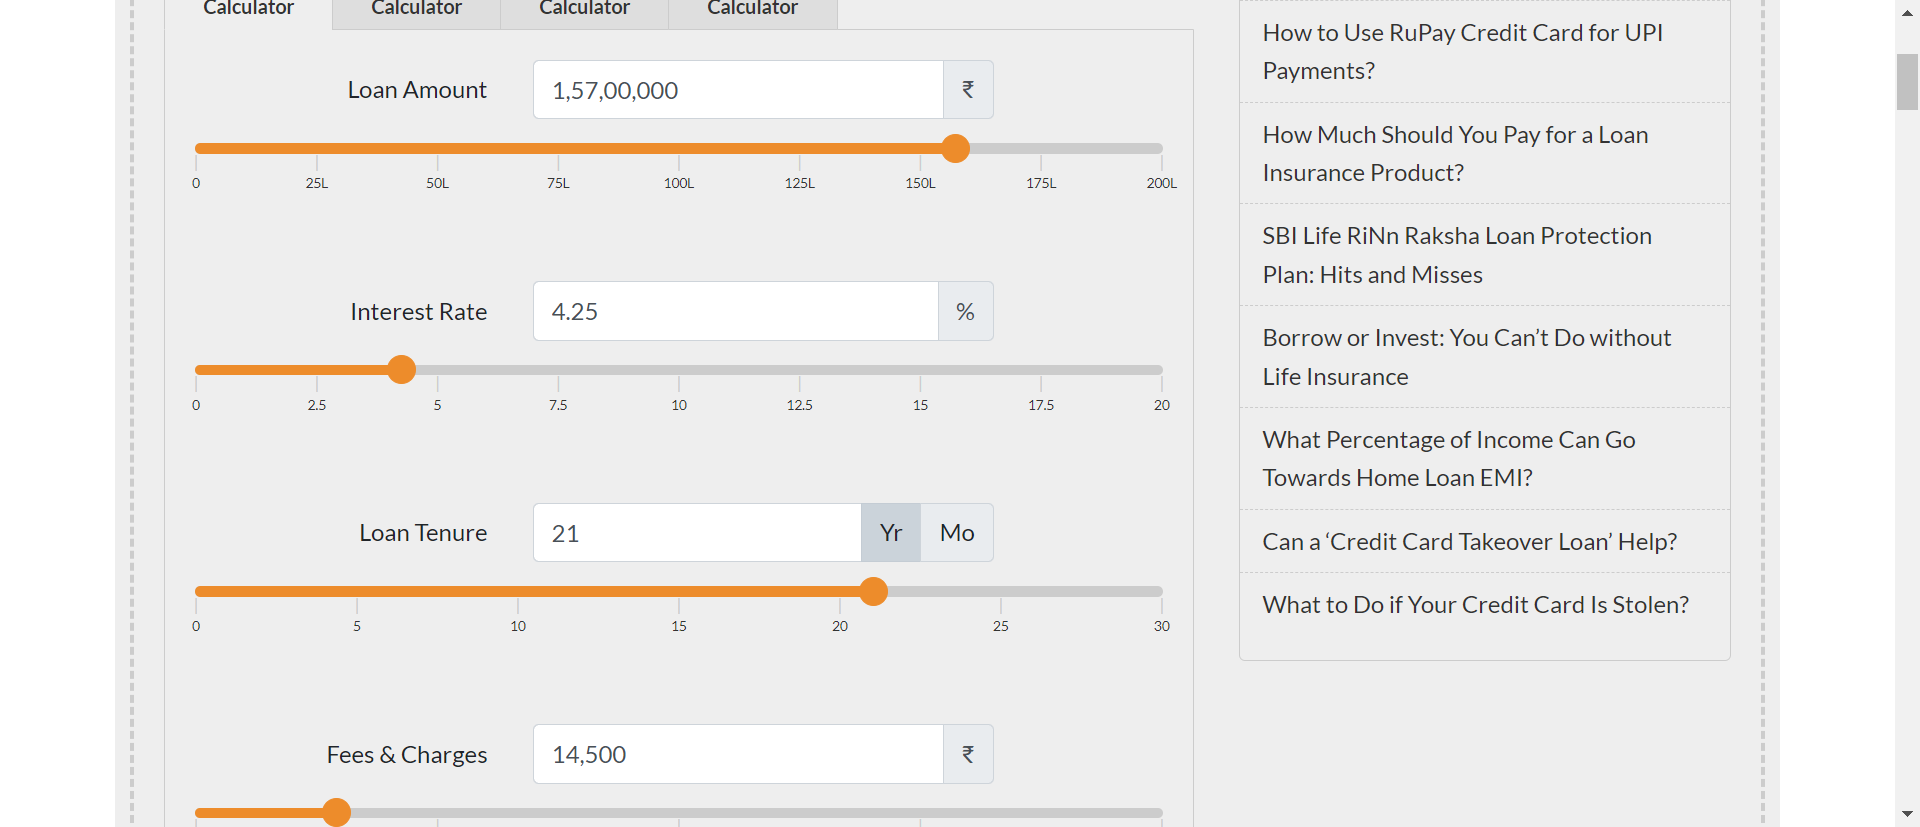 Calculator Calculator Calculator Calculator
Loan Amount 1,57,00,000 ₹
0 25L 50L 75L 100L 125L 150L 175L 200L
Interest Rate 4.25 %
0 2.5 5 7.5 10 12.5 15 17.5 20
Loan Tenure 21 Yr Mo
0 5 10 15 20 25 30
Fees & Charges 14,500 ₹
How to Use RuPay Credit Card for UPI
Payments?
How Much Should You Pay for a Loan
Insurance Product?
SBI Life RiNn Raksha Loan Protection
Plan: Hits and Misses
Borrow or Invest: You Can’t Do without
Life Insurance
What Percentage of Income Can Go
Towards Home Loan EMI?
Can a ‘Credit Card Takeover Loan’ Help?
What to Do if Your Credit Card Is Stolen?